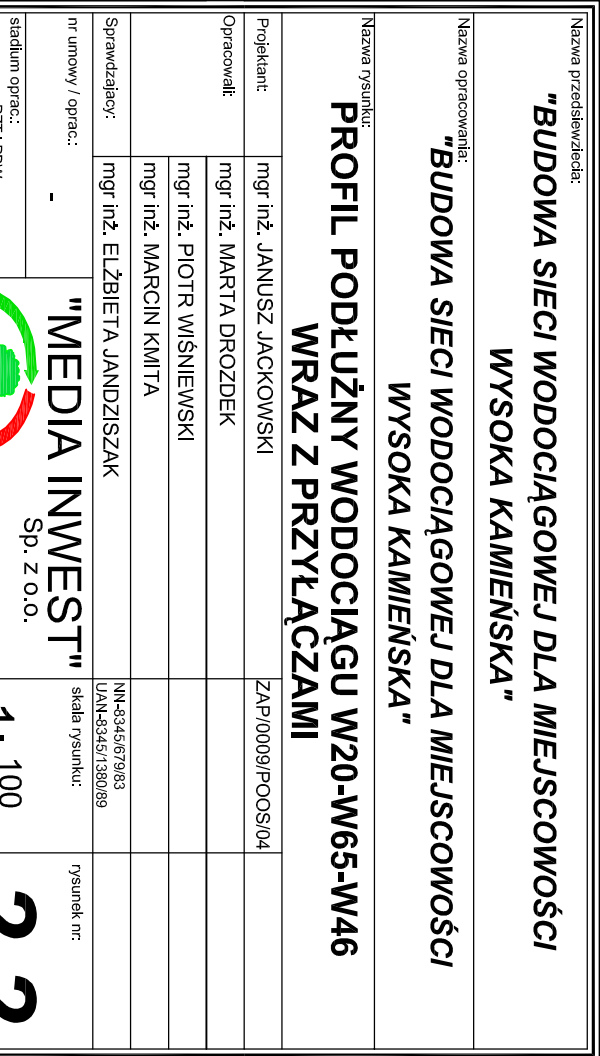 Nazwa przedsiewziecia:
"BUDOWA SIECI WODOCIĄGOWEJ DLA MIEJSCOWOŚCI
WYSOKA KAMIEŃSKA"
Nazwa opracowania:
"BUDOWA SIECI WODOCIĄGOWEJ DLA MIEJSCOWOŚCI
WYSOKA KAMIEŃSKA"
Nazwa rysunku:
PROFIL PODŁUŻNY WODOCIĄGU W20-W65-W46
WRAZ Z PRZYŁĄCZAMI
Projektant: mgr inż. JANUSZ JACKOWSKI ZAP/0009/POOS/04
Opracowali: mgr inż. MARTA DROZDEK
mgr inż. PIOTR WIŚNIEWSKI
mgr inż. MARCIN KMITA
Sprawdzajacy: mgr inż. ELŻBIETA JANDZISZAK NN-8345/679/83
UAN-8345/1380/89
nr umowy / oprac.:
-
"MEDIA INWEST"
Sp. z o.o.
skala rysunku:
100
rysunek nr:
stadium oprac.: